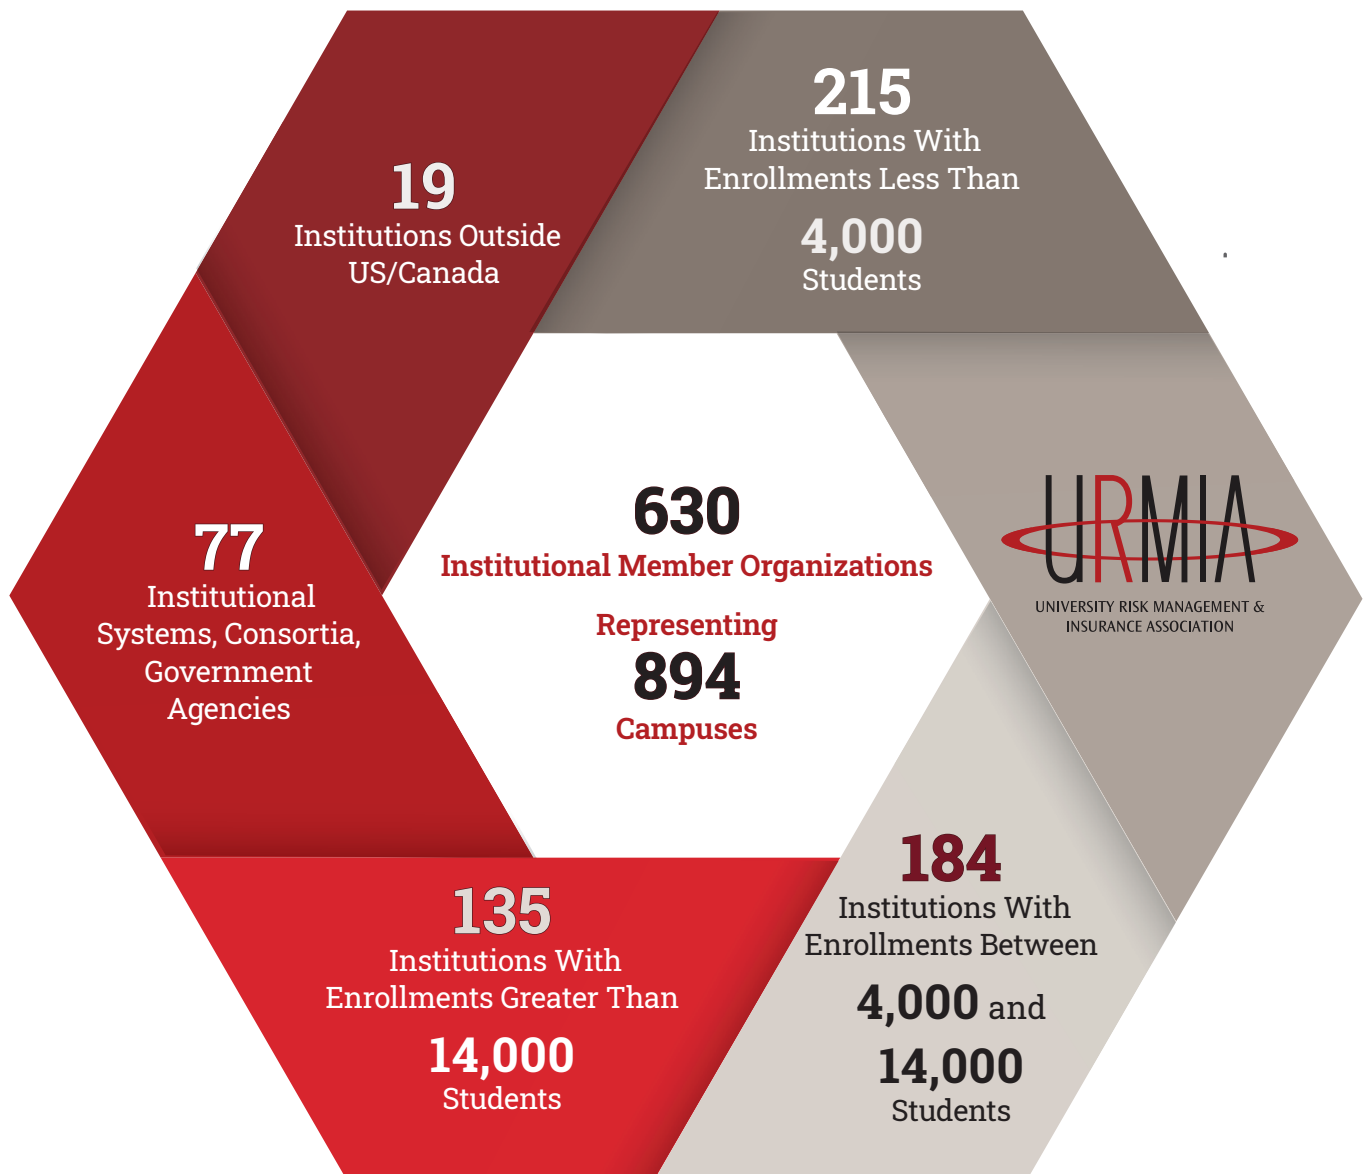 215
Institutions With
Enrollments Less Than
4,000
Students
19
Institutions Outside
US/Canada
URMIA
UNIVERSITY RISK MANAGEMENT &
INSURANCE ASSOCIATION
630
Institutional Member Organizations
Representing
894
Campuses
77
Institutional
Systems, Consortia,
Government
Agencies
184
Institutions With
Enrollments Between
4,000 and
14,000
Students
135
Institutions With
Enrollments Greater Than
14,000
Students